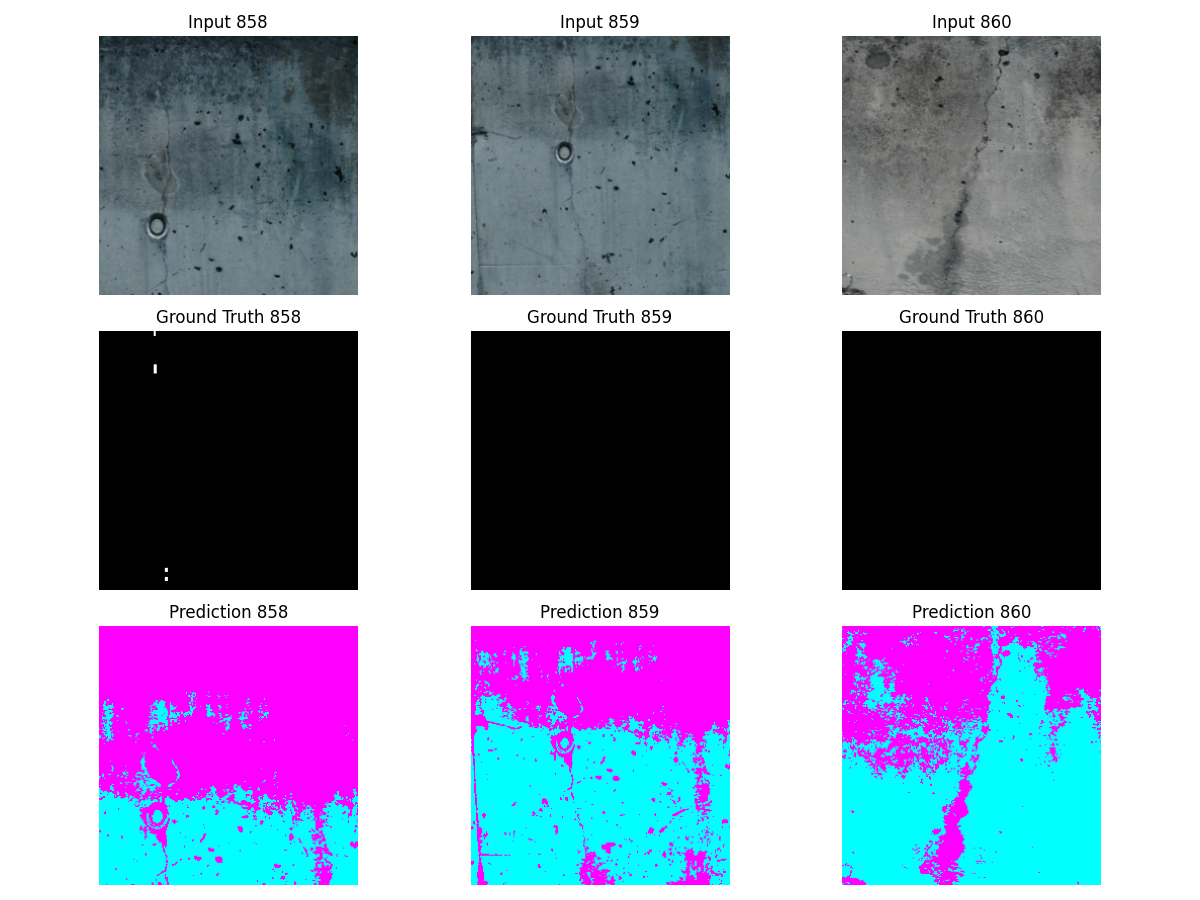 Input 858
Input 859
Input 860
Ground Truth 858
Ground Truth 859
Ground Truth 860
Prediction 858
Prediction 859
Prediction 860